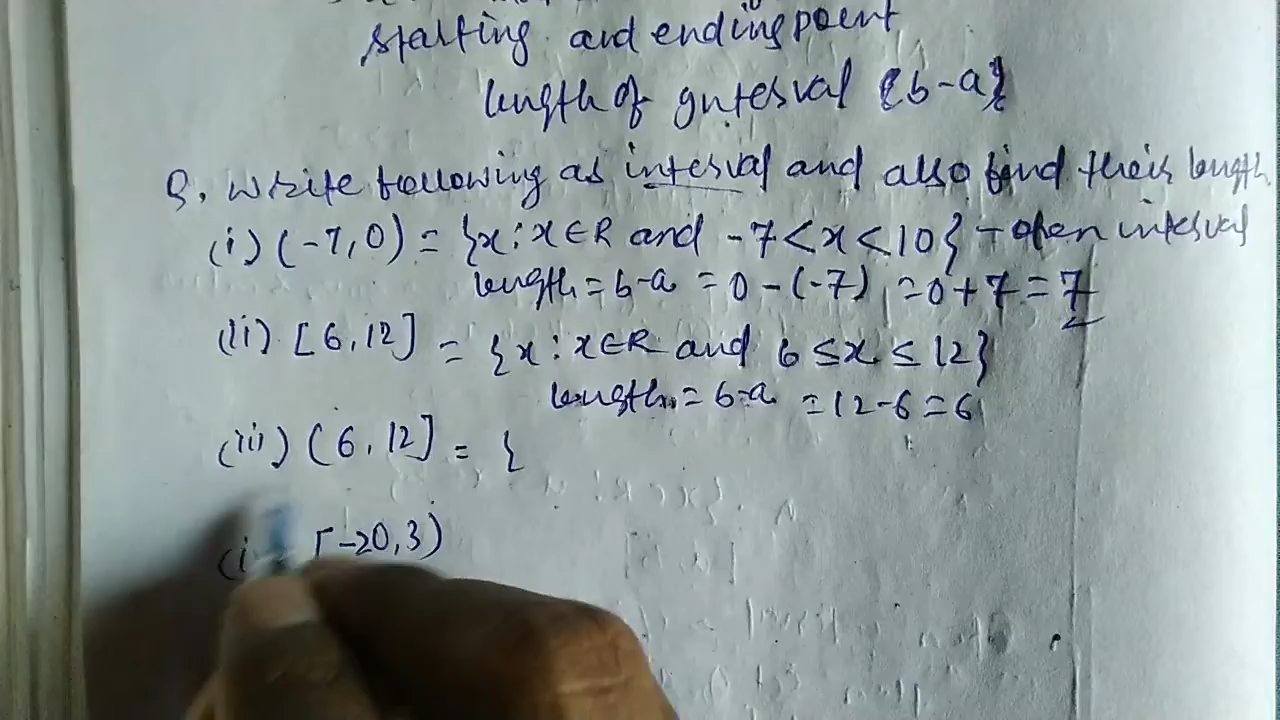 starting and ending point
length of interval {b-a}
Q. Write following as interval and also find their length.
(i) (-7,0) = {x : x ∈ R and -7 < x < 10} → open interval
length = b-a = 0 - (-7) = 0 + 7 = 7
(ii) [6,12] = {x : x ∈ R and 6 ≤ x ≤ 12}
length = b-a = 12-6 = 6
(iii) (6,12] = {
[-20,3)